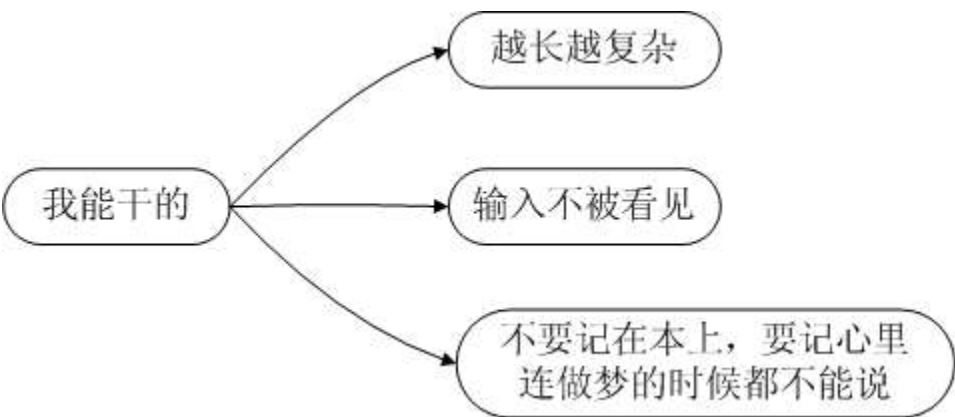 越长越复杂
我能干的
输入不被看见
不要记在本上，要记心里
连做梦的时候都不能说